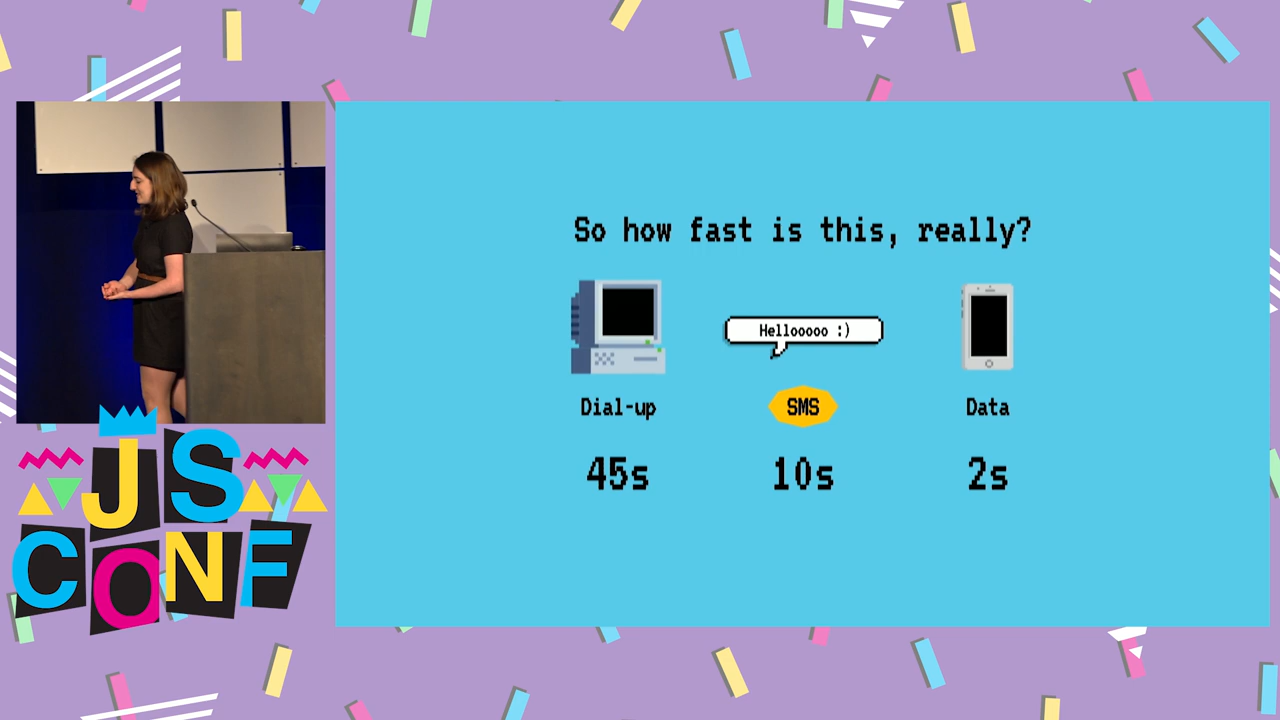 So how fast is this, really?
Hellooooo :)
Dial-up
SMS
Data
45s
10s
2s
JS
CONF